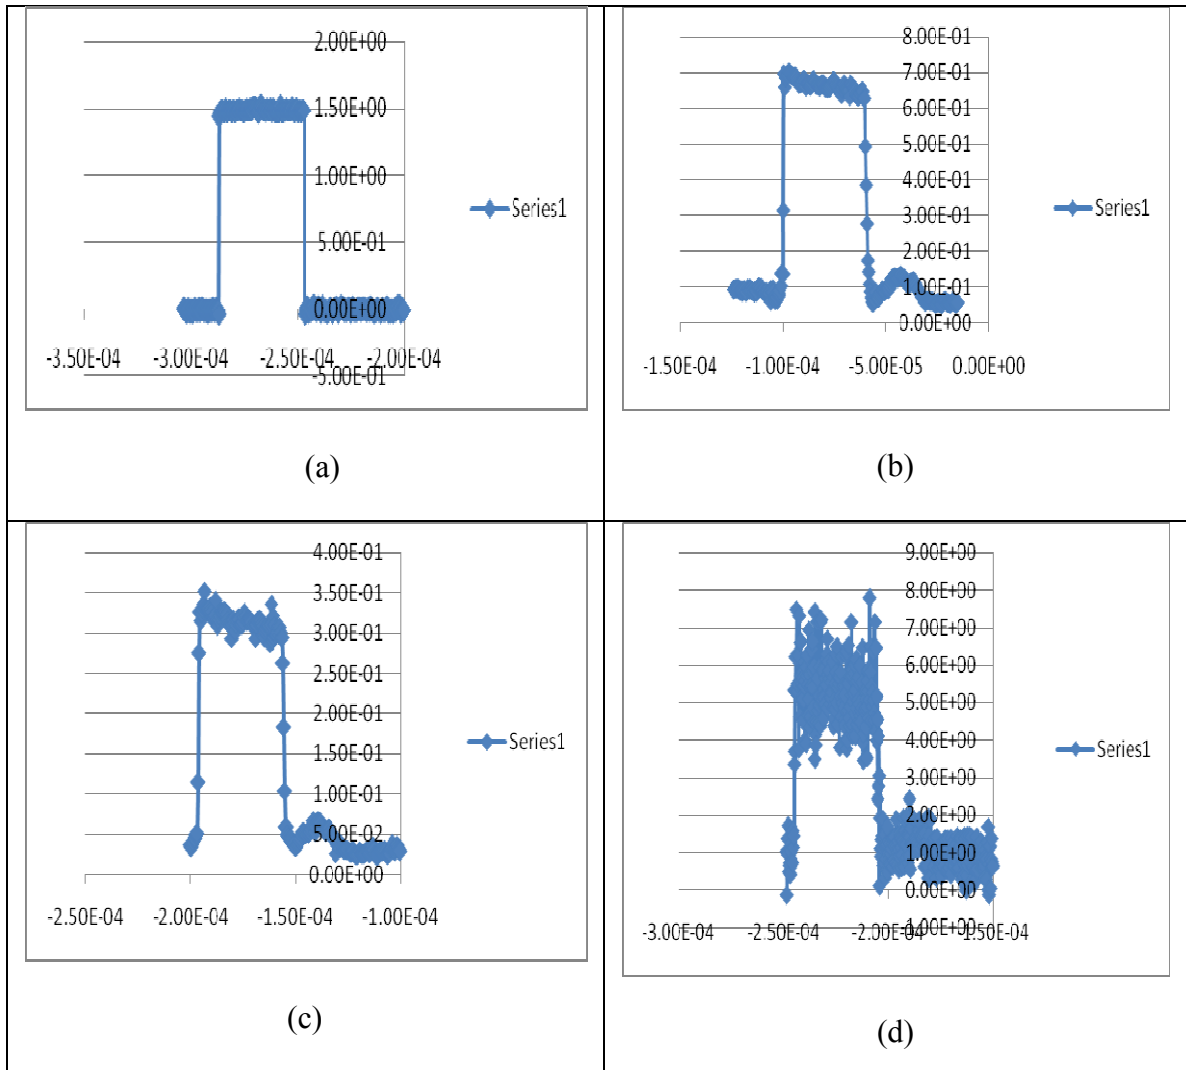 2.00E+00
1.50E+00
1.00E+00
5.00E-01
0.00E+00
-5.00E-01
-3.50E-04 -3.00E-04 -2.50E-04 -2.00E-04
Series1
(a)
8.00E-01
7.00E-01
6.00E-01
5.00E-01
4.00E-01
3.00E-01
2.00E-01
1.00E-01
0.00E+00
-1.50E-04 -1.00E-04 -5.00E-05 0.00E+00
Series1
(b)
4.00E-01
3.50E-01
3.00E-01
2.50E-01
2.00E-01
1.50E-01
1.00E-01
5.00E-02
0.00E+00
-2.50E-04 -2.00E-04 -1.50E-04 -1.00E-04
Series1
(c)
9.00E+00
8.00E+00
7.00E+00
6.00E+00
5.00E+00
4.00E+00
3.00E+00
2.00E+00
1.00E+00
0.00E+00
-1.00E+00
-3.00E-04 -2.50E-04 -2.00E-04 -1.50E-04
Series1
(d)